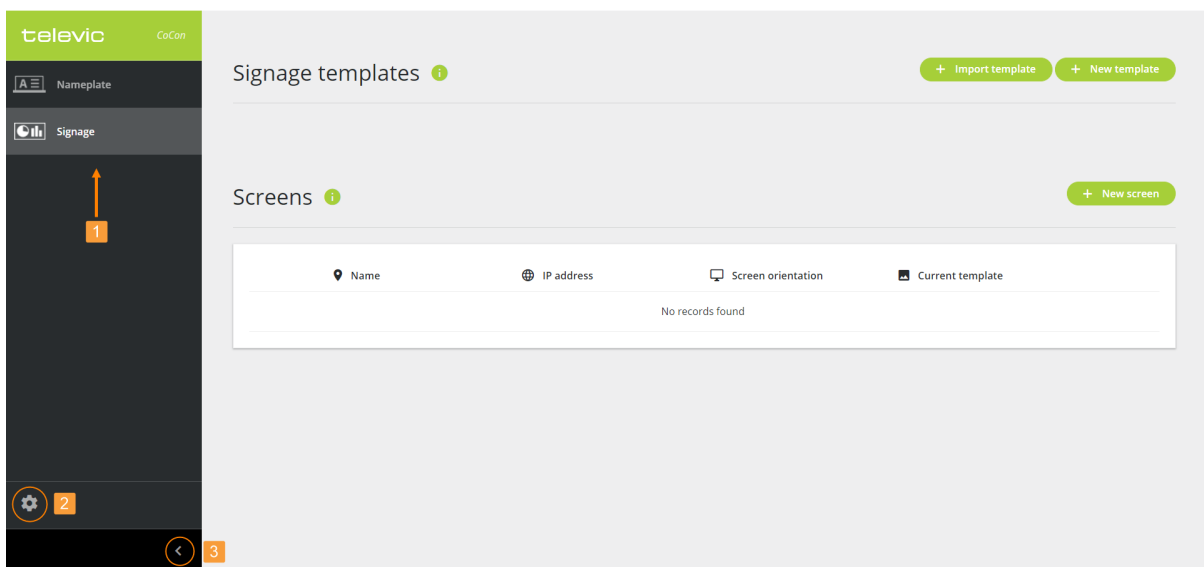 televic CoCon
Nameplate
Signage
1
2
3
Signage templates
+ Import template
+ New template
Screens
+ New screen
Name IP address Screen orientation Current template
No records found